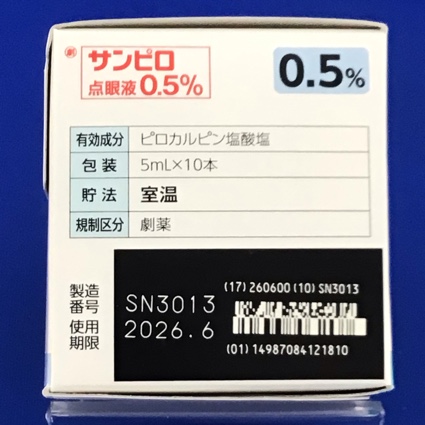 劇 サンピロ
点眼液0.5%
0.5%
有効成分 ピロカルピン塩酸塩
包装 5mL×10本
貯法 室温
規制区分 劇薬
製造番号 SN3013
使用期限 2026.6
(17) 260600 (10) SN3013
(01) 14987084121810